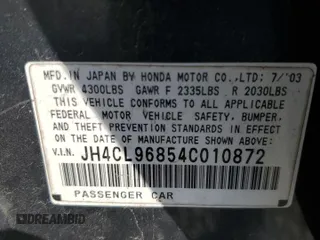 MFD.IN JAPAN BY HONDA MOTOR CO.,LTD: 7/'03
GVWR 4300LBS GAWR F 2335LBS R 2030LBS
THIS VEHICLE CONFORMS TO ALL APPLICABLE
FEDERAL MOTOR VEHICLE SAFETY, BUMPER,
AND THEFT PREVENTION STANDARDS IN EFFECT
ON THE DATE OF MANUFACTURE SHOWN ABOVE.
V.I.N. JH4CL96854C010872
PASSENGER CAR
DREAMBID